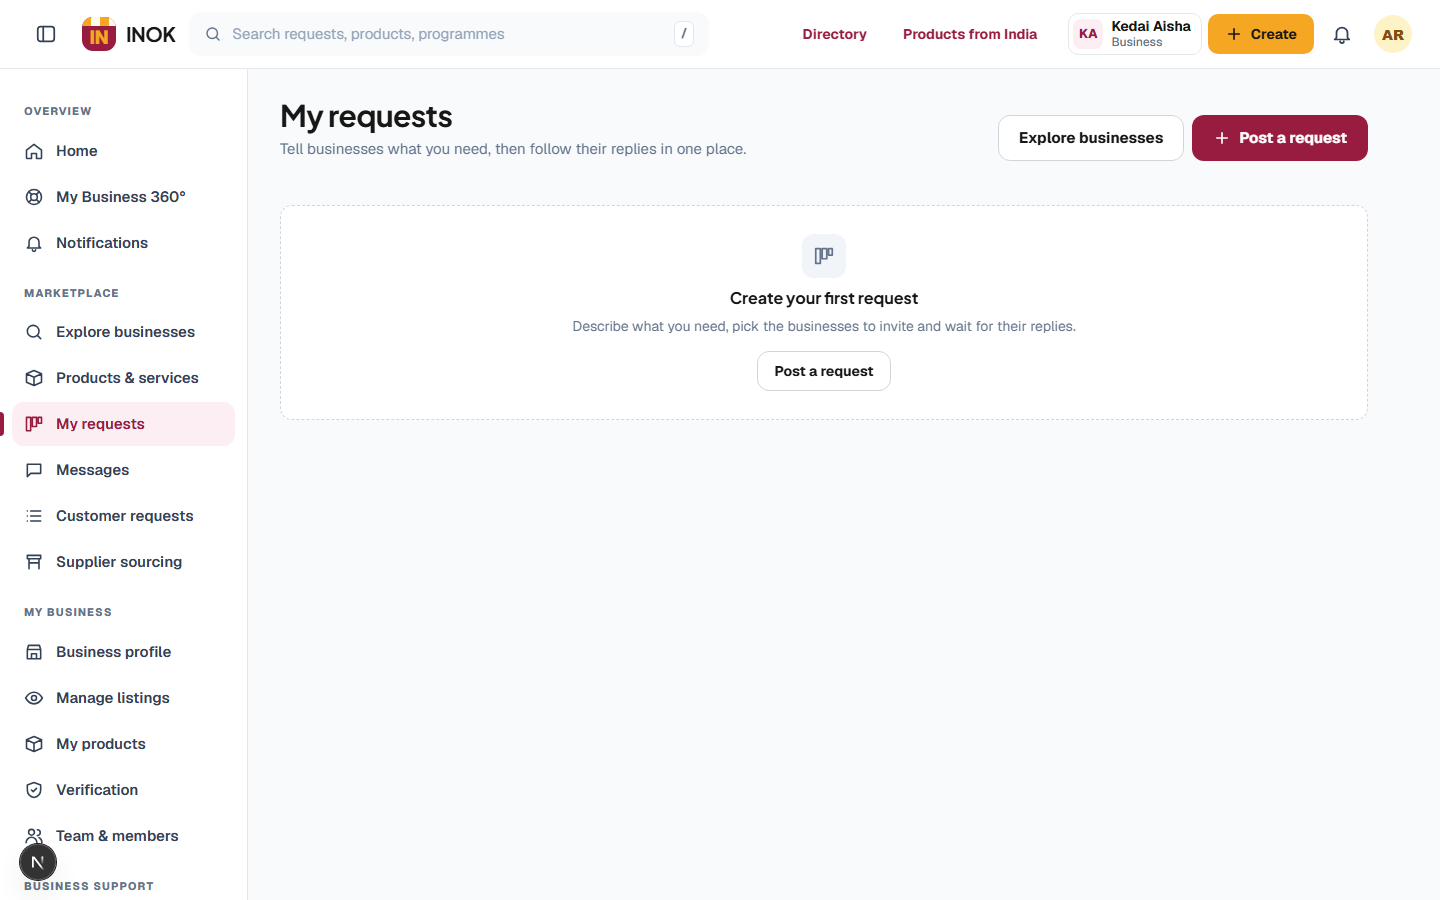 IN INOK
Search requests, products, programmes /
Directory
Products from India
KA Kedai Aisha
Business
+ Create
AR
OVERVIEW
Home
My Business 360°
Notifications
MARKETPLACE
Explore businesses
Products & services
My requests
Messages
Customer requests
Supplier sourcing
MY BUSINESS
Business profile
Manage listings
My products
Verification
Team & members
N
BUSINESS SUPPORT
My requests
Tell businesses what you need, then follow their replies in one place.
Explore businesses
+ Post a request
Create your first request
Describe what you need, pick the businesses to invite and wait for their replies.
Post a request